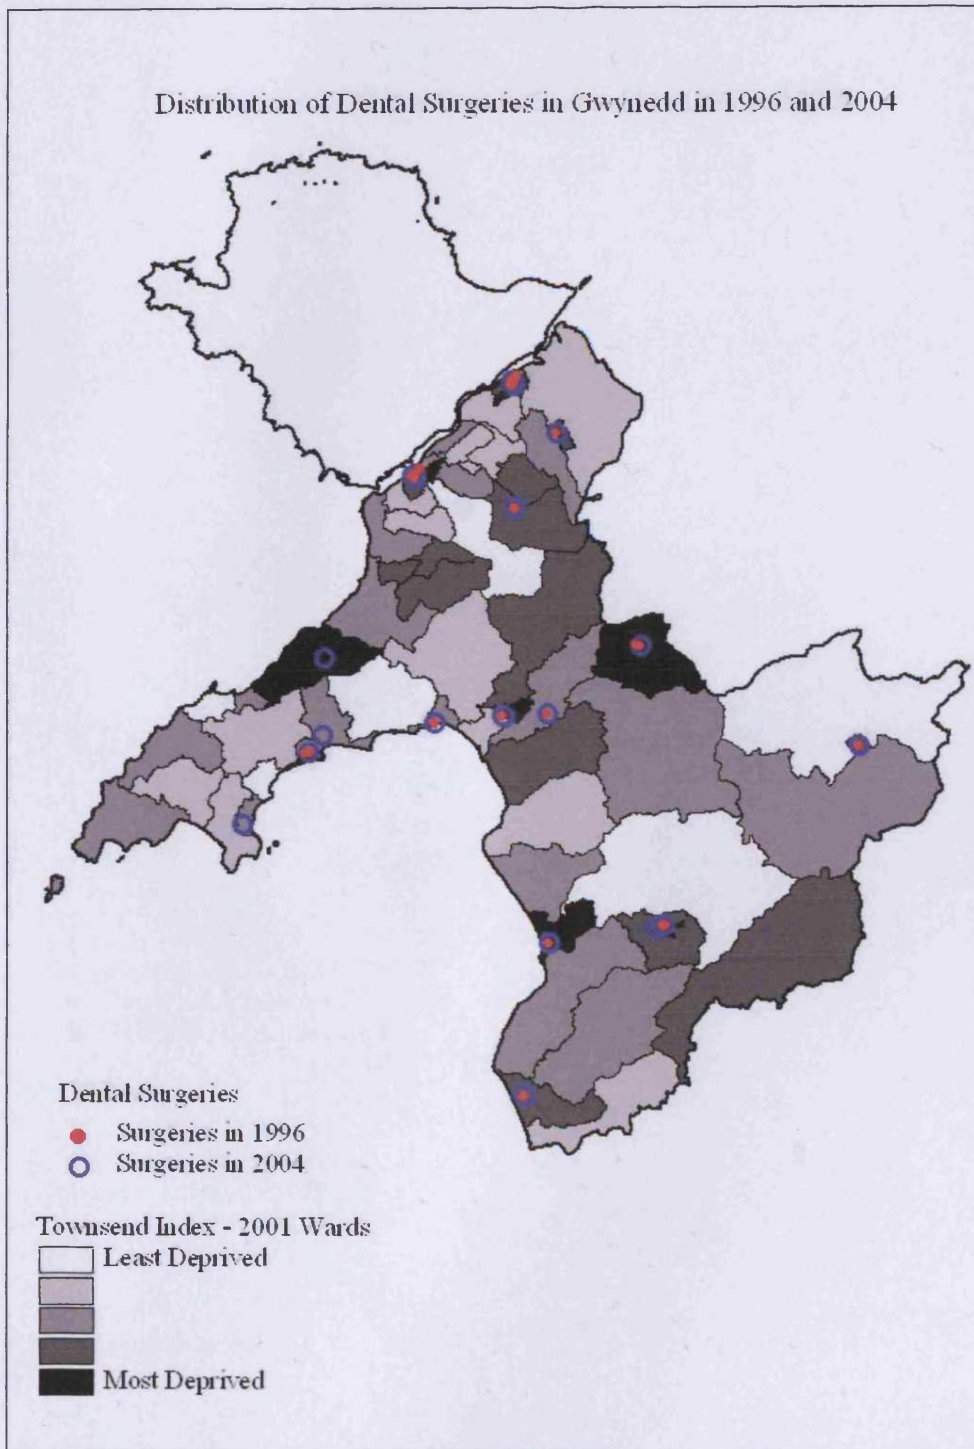 Distribution of Dental Surgeries in Gwynedd in 1996 and 2004
Dental Surgeries
Surgeries in 1996
Surgeries in 2004
Townsend Index - 2001 Wards
Least Deprived
Most Deprived